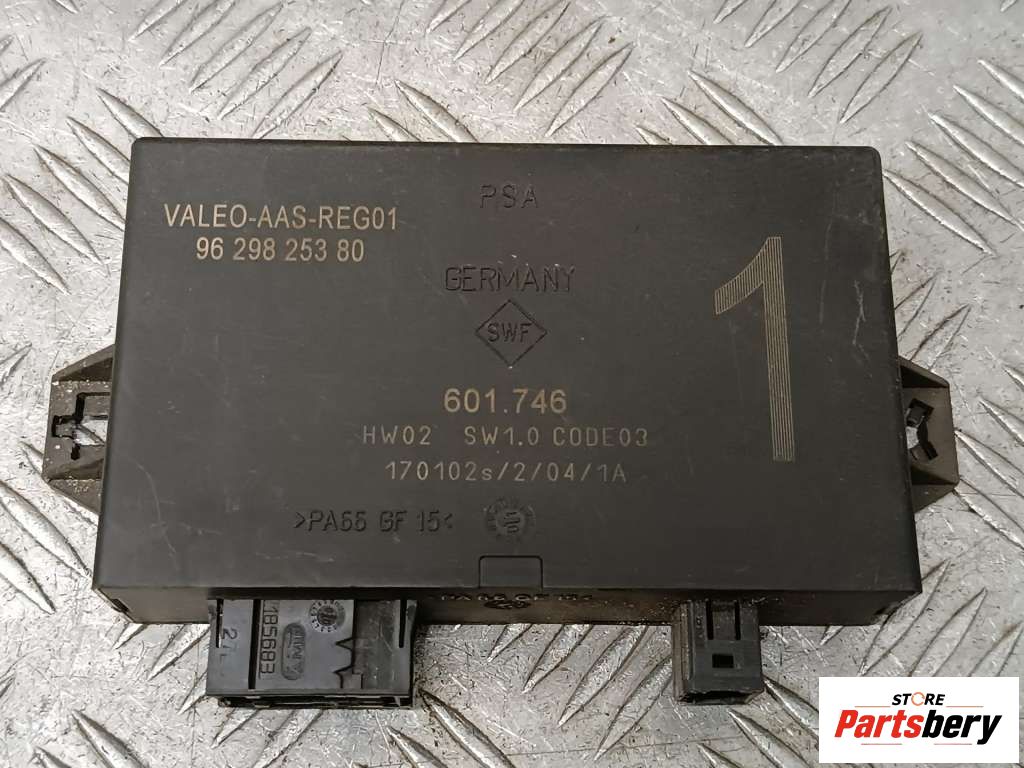 PSA
VALEO-AAS-REG01
96 298 253 80
GERMANY
SWF
1
601.746
HW02 SW1.0 CODE03
170102s/2/04/1A
>PA66 GF 15<
185683
STORE
Partsbery